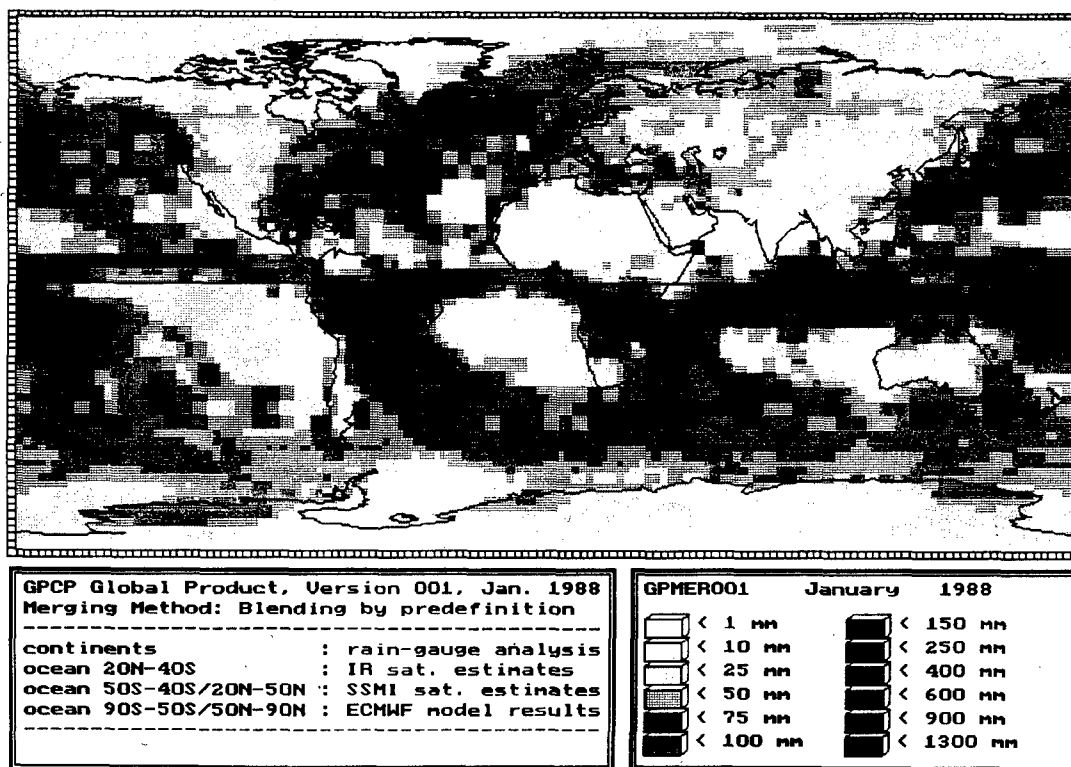 GPCP Global Product, Version 001, Jan. 1988
Merging Method: Blending by predefinition
continents : rain-gauge analysis
ocean 20N-40S : IR sat. estimates
ocean 50S-40S/20N-50N : SSMI sat. estimates
ocean 90S-50S/50N-90N : ECMWF model results
GPMER001 January 1988
< 1 mm
< 10 mm
< 25 mm
< 50 mm
< 75 mm
< 100 mm
< 150 mm
< 250 mm
< 400 mm
< 600 mm
< 900 mm
< 1300 mm